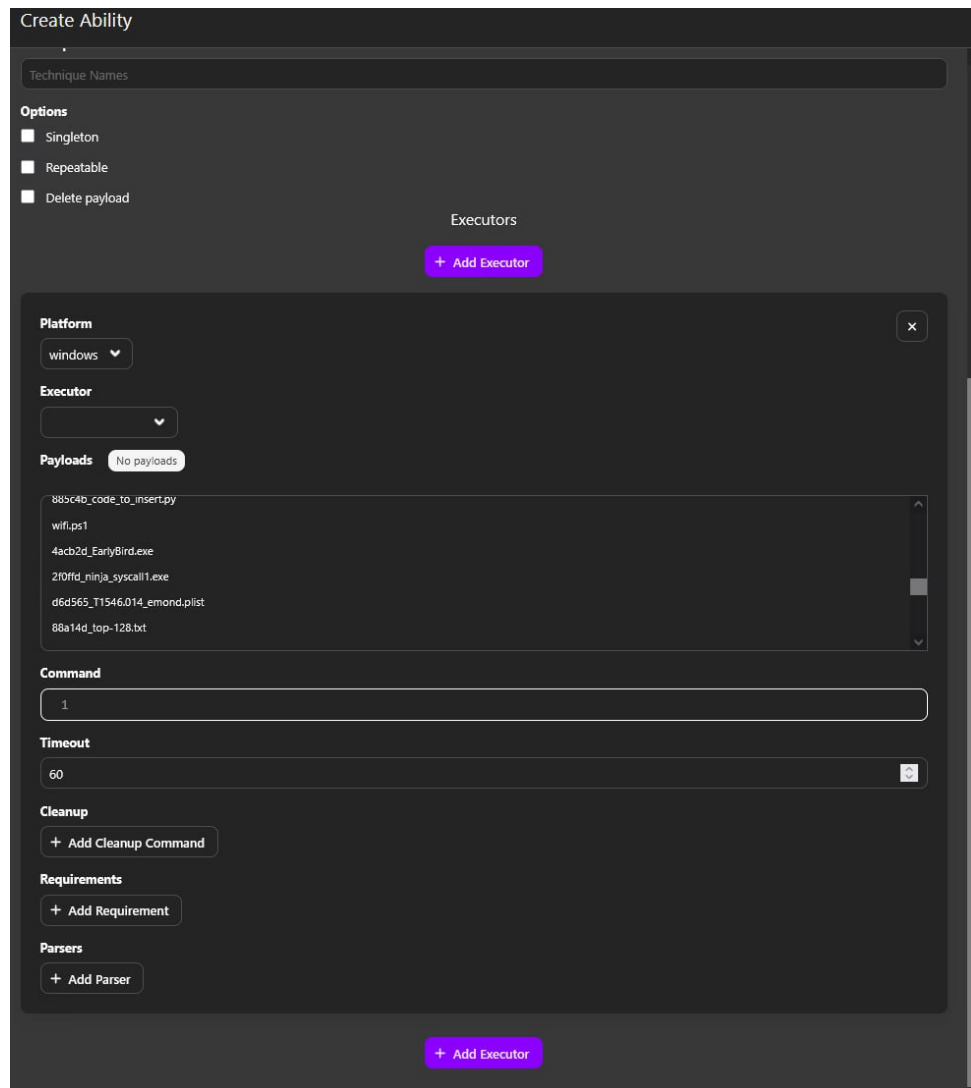 Create Ability
Technique Names
Options
Singleton
Repeatable
Delete payload
Executors
+ Add Executor
Platform
windows
Executor
Payloads No payloads
885c4b_code_to_insert.py
wifi.ps1
4acb2d_EarlyBird.exe
2f0ffd_ninja_syscall1.exe
d6d565_T1546.014_emond.plist
88a14d_top-128.txt
Command
1
Timeout
60
Cleanup
+ Add Cleanup Command
Requirements
+ Add Requirement
Parsers
+ Add Parser
+ Add Executor